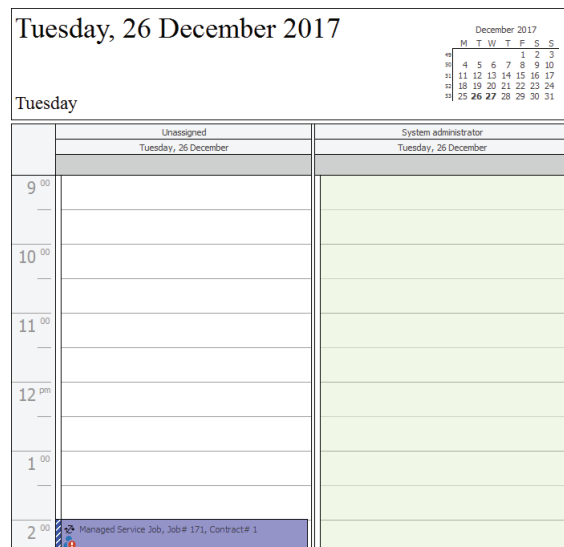 Tuesday, 26 December 2017
Tuesday
December 2017
M T W T F S S
49 1 2 3
50 4 5 6 7 8 9 10
51 11 12 13 14 15 16 17
52 18 19 20 21 22 23 24
53 25 26 27 28 29 30 31
Unassigned System administrator
Tuesday, 26 December Tuesday, 26 December
9 00
10 00
11 00
12 pm
1 00
2 00 Managed Service Job, Job# 171, Contract# 1